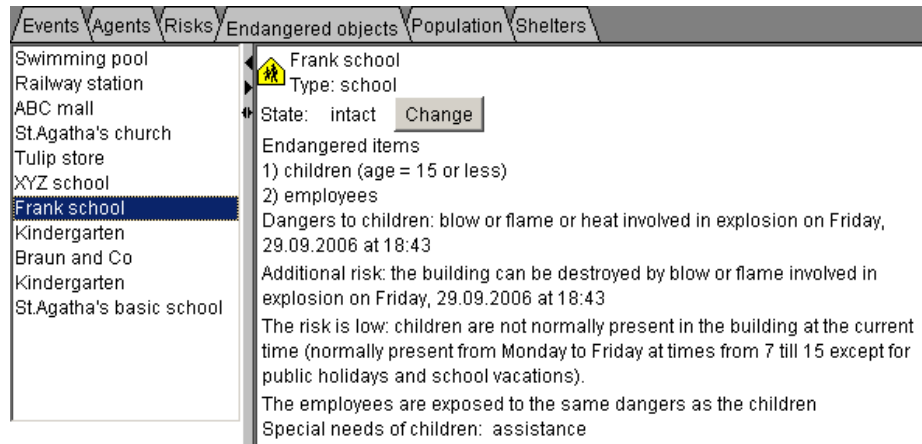 Events Agents Risks Endangered objects Population Shelters
Swimming pool
Railway station
ABC mall
St.Agatha's church
Tulip store
XYZ school
Frank school
Kindergarten
Braun and Co
Kindergarten
St.Agatha's basic school
Frank school
Type: school
State: intact Change
Endangered items
1) children (age = 15 or less)
2) employees
Dangers to children: blow or flame or heat involved in explosion on Friday,
29.09.2006 at 18:43
Additional risk: the building can be destroyed by blow or flame involved in
explosion on Friday, 29.09.2006 at 18:43
The risk is low: children are not normally present in the building at the current
time (normally present from Monday to Friday at times from 7 till 15 except for
public holidays and school vacations).
The employees are exposed to the same dangers as the children
Special needs of children: assistance